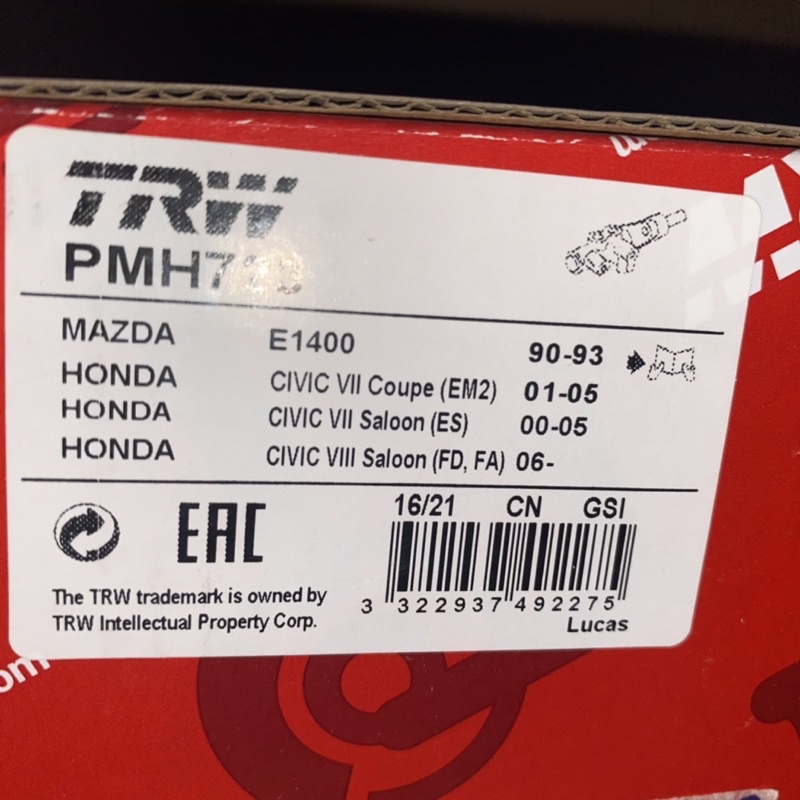 TRW
MAZDA E1400 90-93
HONDA CIVIC VII Coupe (EM2) 01-05
HONDA CIVIC VII Saloon (ES) 00-05
HONDA CIVIC VIII Saloon (FD, FA) 06-
16/21 CN GSI
EAC
The TRW trademark is owned by
TRW Intellectual Property Corp.
3 322937 492275
Lucas